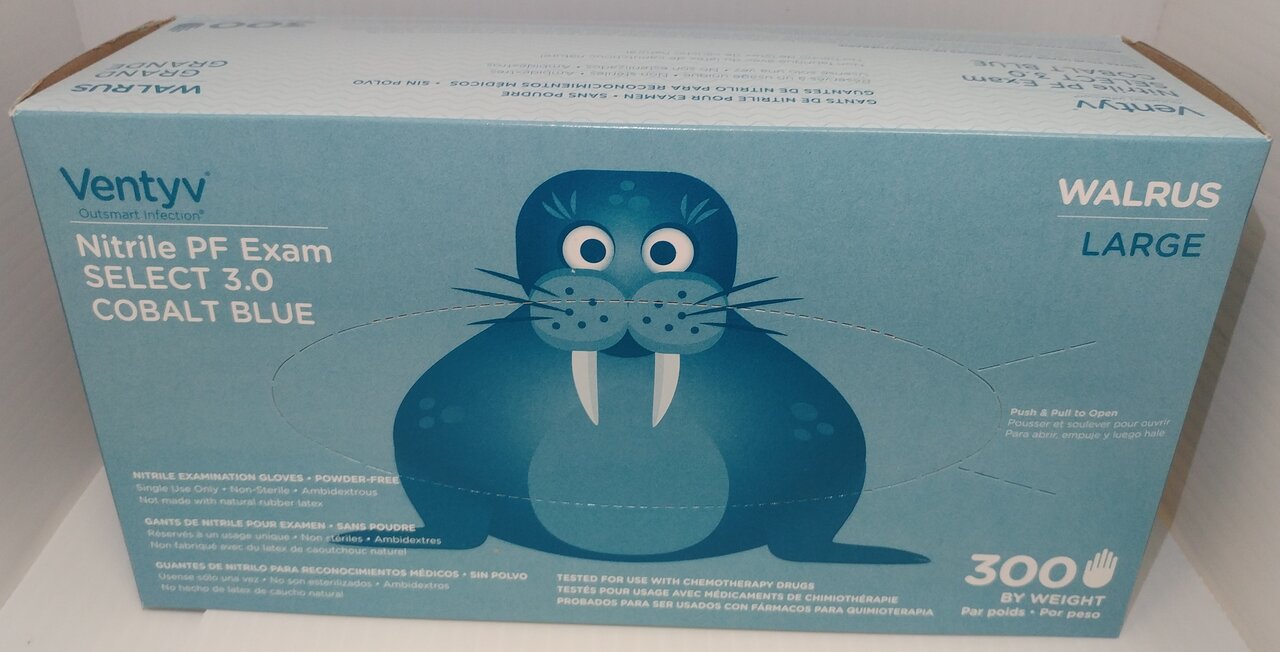 300
WALRUS
GRAND
GRANDE
GANTS DE NITRILE POUR EXAMEN • SANS POUDRE
GUANTES DE NITRILO PARA RECONOCIMIENTOS MÉDICOS • SIN POLVO
Ventyv
Nitrile PF Exam
SELECT 3.0
COBALT BLUE
Ventyv®
Outsmart Infection®
Nitrile PF Exam
SELECT 3.0
COBALT BLUE
WALRUS
LARGE
Push & Pull to Open
Pousser et soulever pour ouvrir
Para abrir, empuje y luego hale
NITRILE EXAMINATION GLOVES • POWDER-FREE
Single Use Only • Non-Sterile • Ambidextrous
Not made with natural rubber latex
GANTS DE NITRILE POUR EXAMEN • SANS POUDRE
Réservés à un usage unique • Non stériles • Ambidextres
Non fabriqué avec du latex de caoutchouc naturel
GUANTES DE NITRILO PARA RECONOCIMIENTOS MÉDICOS • SIN POLVO
Úsense sólo una vez • No son esterilizados • Ambidextros
No hecho de latex de caucho natural
TESTED FOR USE WITH CHEMOTHERAPY DRUGS
TESTÉS POUR USAGE AVEC MÉDICAMENTS DE CHIMIOTHÉRAPIE
PROBADOS PARA SER USADOS CON FÁRMACOS PARA QUIMIOTERAPIA
300
BY WEIGHT
Par poids • Por peso